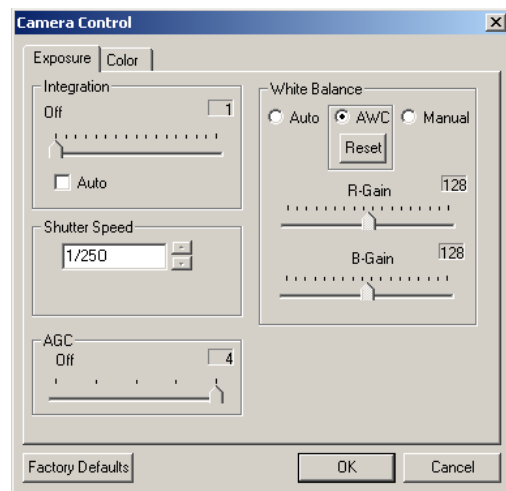 Camera Control
Exposure Color
Integration
Off 1
Auto
Shutter Speed
1/250
AGC
Off 4
White Balance
Auto AWC Manual
Reset
R-Gain 128
B-Gain 128
Factory Defaults OK Cancel